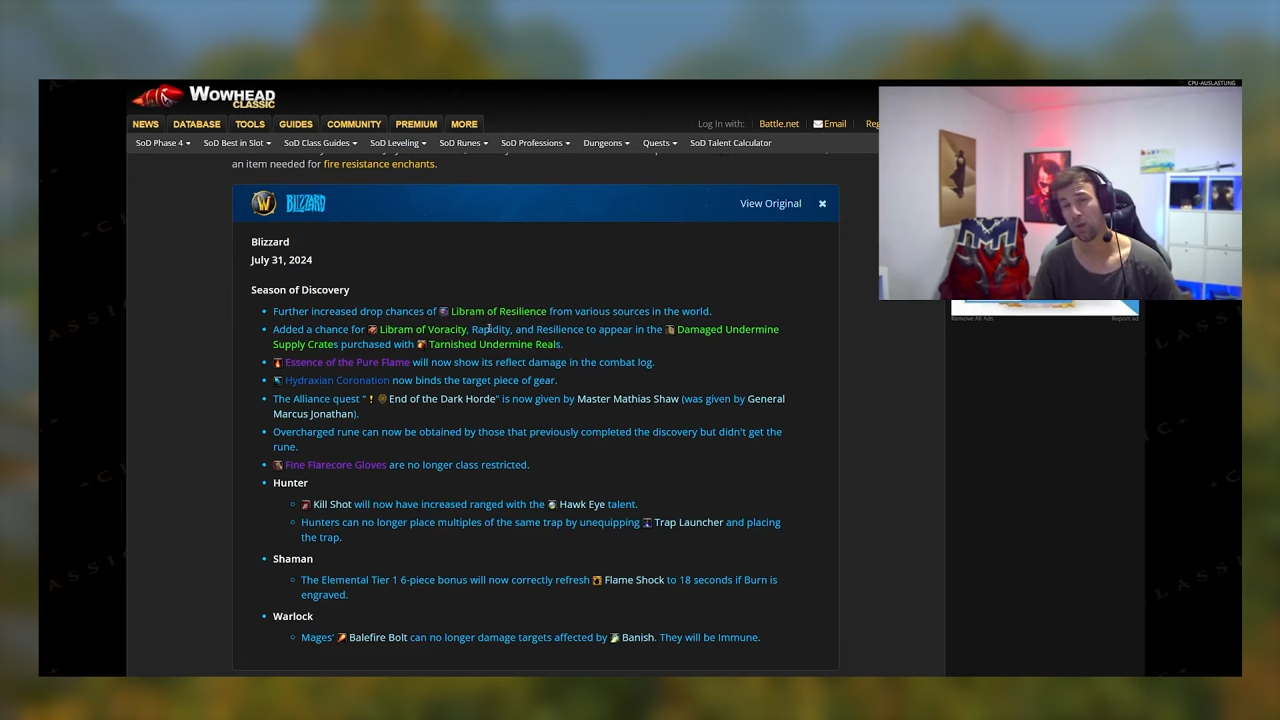 CPU-AUSLASTUNG
WOWHEAD
CLASSIC
NEWS DATABASE TOOLS GUIDES COMMUNITY PREMIUM MORE Log In with: Battle.net Email
SoD Phase 4 SoD Best in Slot SoD Class Guides SoD Leveling SoD Runes SoD Professions Dungeons Quests SoD Talent Calculator
an item needed for fire resistance enchants.
BLIZZARD View Original
Blizzard
July 31, 2024
Season of Discovery
Further increased drop chances of Libram of Resilience from various sources in the world.
Added a chance for Libram of Voracity, Rapidity, and Resilience to appear in the Damaged Undermine
Supply Crates purchased with Tarnished Undermine Reals.
Essence of the Pure Flame will now show its reflect damage in the combat log.
Hydraxian Coronation now binds the target piece of gear.
The Alliance quest " ! End of the Dark Horde" is now given by Master Mathias Shaw (was given by General
Marcus Jonathan).
Overcharged rune can now be obtained by those that previously completed the discovery but didn't get the
rune.
Fine Flarecore Gloves are no longer class restricted.
Hunter
Kill Shot will now have increased ranged with the Hawk Eye talent.
Hunters can no longer place multiples of the same trap by unequipping Trap Launcher and placing
the trap.
Shaman
The Elemental Tier 1 6-piece bonus will now correctly refresh Flame Shock to 18 seconds if Burn is
engraved.
Warlock
Mages' Balefire Bolt can no longer damage targets affected by Banish. They will be Immune.
Remove All Ads Report ad